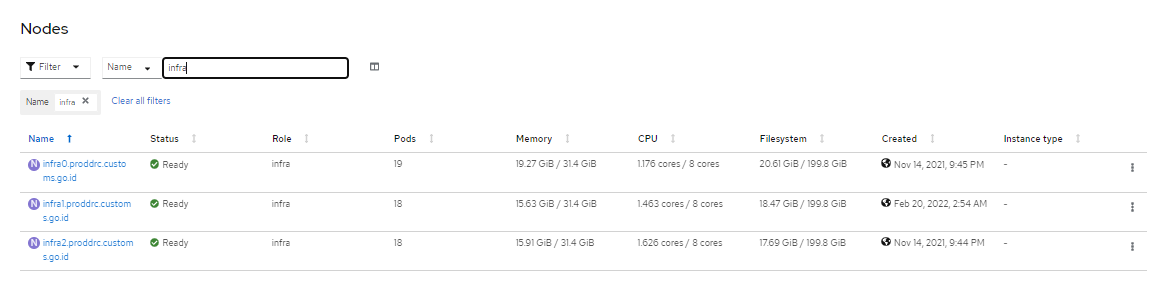 Nodes
Filter Name infra
Name infra ✕ Clear all filters
Name ↑ Status ↕ Role ↕ Pods ↕ Memory ↕ CPU ↕ Filesystem ↕ Created ↕ Instance type ↕
N infra0.proddrc.custo Ready infra 19 19.27 GiB / 31.4 GiB 1.176 cores / 8 cores 20.61 GiB / 199.8 GiB Nov 14, 2021, 9:45 PM -
ms.go.id
N infra1.proddrc.custom Ready infra 18 15.63 GiB / 31.4 GiB 1.463 cores / 8 cores 18.47 GiB / 199.8 GiB Feb 20, 2022, 2:54 AM -
s.go.id
N infra2.proddrc.custom Ready infra 18 15.91 GiB / 31.4 GiB 1.626 cores / 8 cores 17.69 GiB / 199.8 GiB Nov 14, 2021, 9:44 PM -
s.go.id